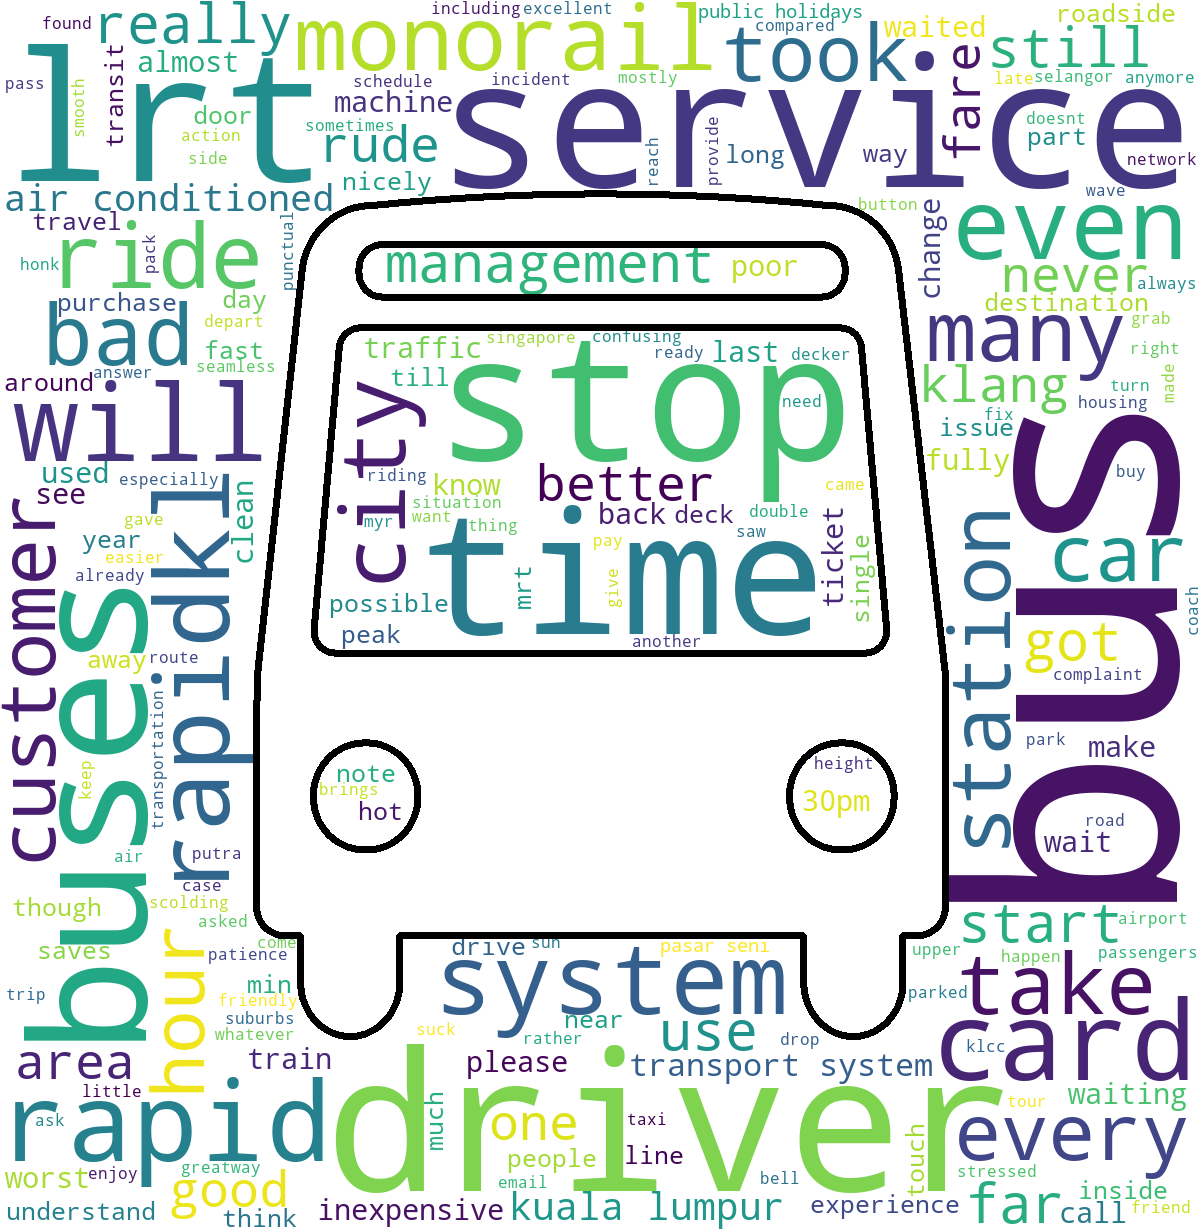 found
really
monorail
including
excellent
public holidays
compared
waited
roadside
almost
took
still
lrt
pass
smooth
transit
schedule
incident
mostly
late
selangor
anymore
machine
service
fare
door
action
sometimes
rude
side
nicely
reach
provide
long
way
doesnt
part
network
air conditioned
wave
button
travel
ride
honk
pack
punctual
management
poor
change
even
never
always
purchase
day
destination
bad
depart
many
grab
fast
seamless
answer
right
traffic
singapore
confusing
ready
last
decker
till
stop
need
klang
turn
made
housing
around
will
city
fix
issue
used
especially
see
riding
know
better
situation
want
thing
myr
back
deck
double
came
saw
fully
buy
bus
customer
rapidkl
clean
gave
year
easier
already
buses
time
pay
give
mrt
ticket
single
possible
peak
another
station
car
coach
got
complaint
away
route
transportation
keep
note
brings
hot
height
30pm
park
make
road
wait
air
putra
case
scolding
though
asked
hour
come
saves
patience
trip
min
friendly
suburbs
whatever
drive
sun
pasar seni
system
start
airport
upper
happen
passengers
take
parked
suck
near
rather
use
drop
card
klcc
area
train
please
transport system
little
rapid
ask
driver
much
one
taxi
tour
waiting
every
people
line
touch
stressed
worst
enjoy
greatway
good
email
bell
inside
understand
think
inexpensive
kuala lumpur
experience
far
call
friend